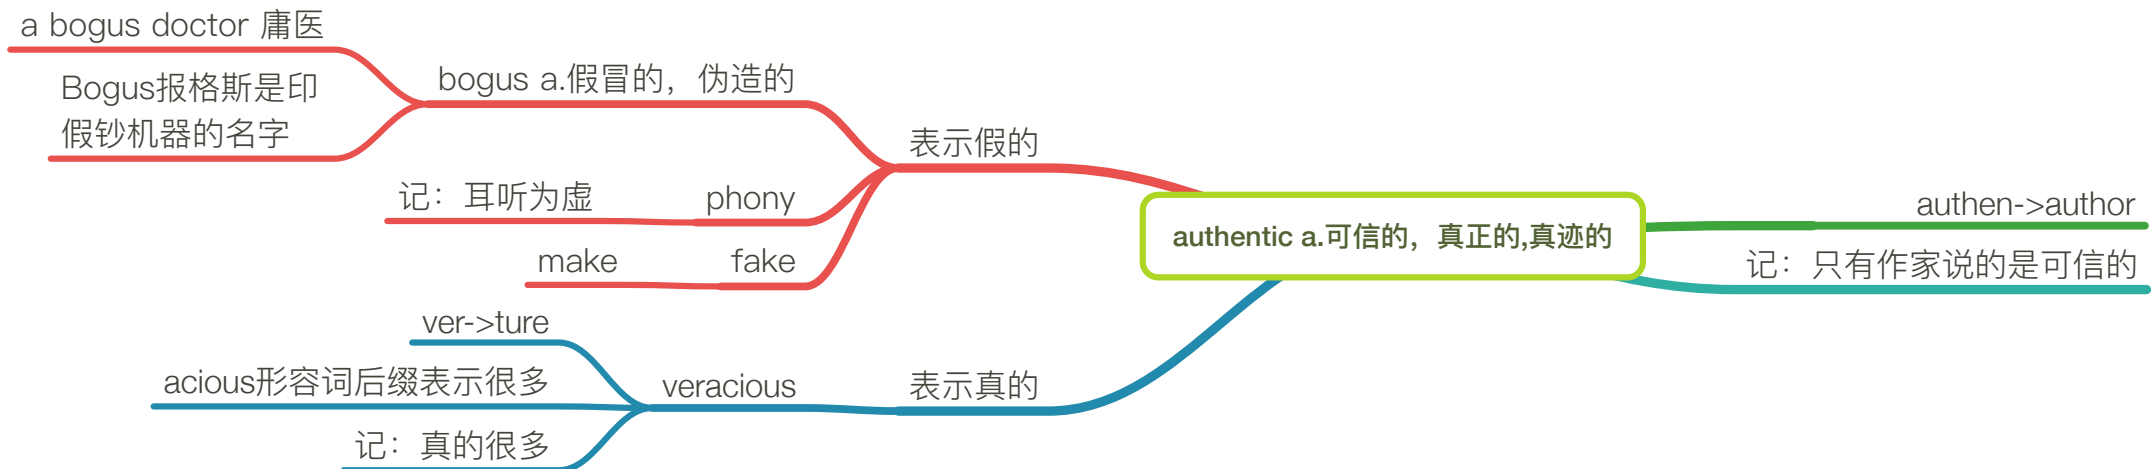 a bogus doctor 庸医
Bogus报格斯是印
假钞机器的名字
bogus a.假冒的，伪造的
记：耳听为虚
phony
make
fake
表示假的
ver->ture
acious形容词后缀表示很多
记：真的很多
veracious
表示真的
authentic a.可信的，真正的,真迹的
authen->author
记：只有作家说的是可信的